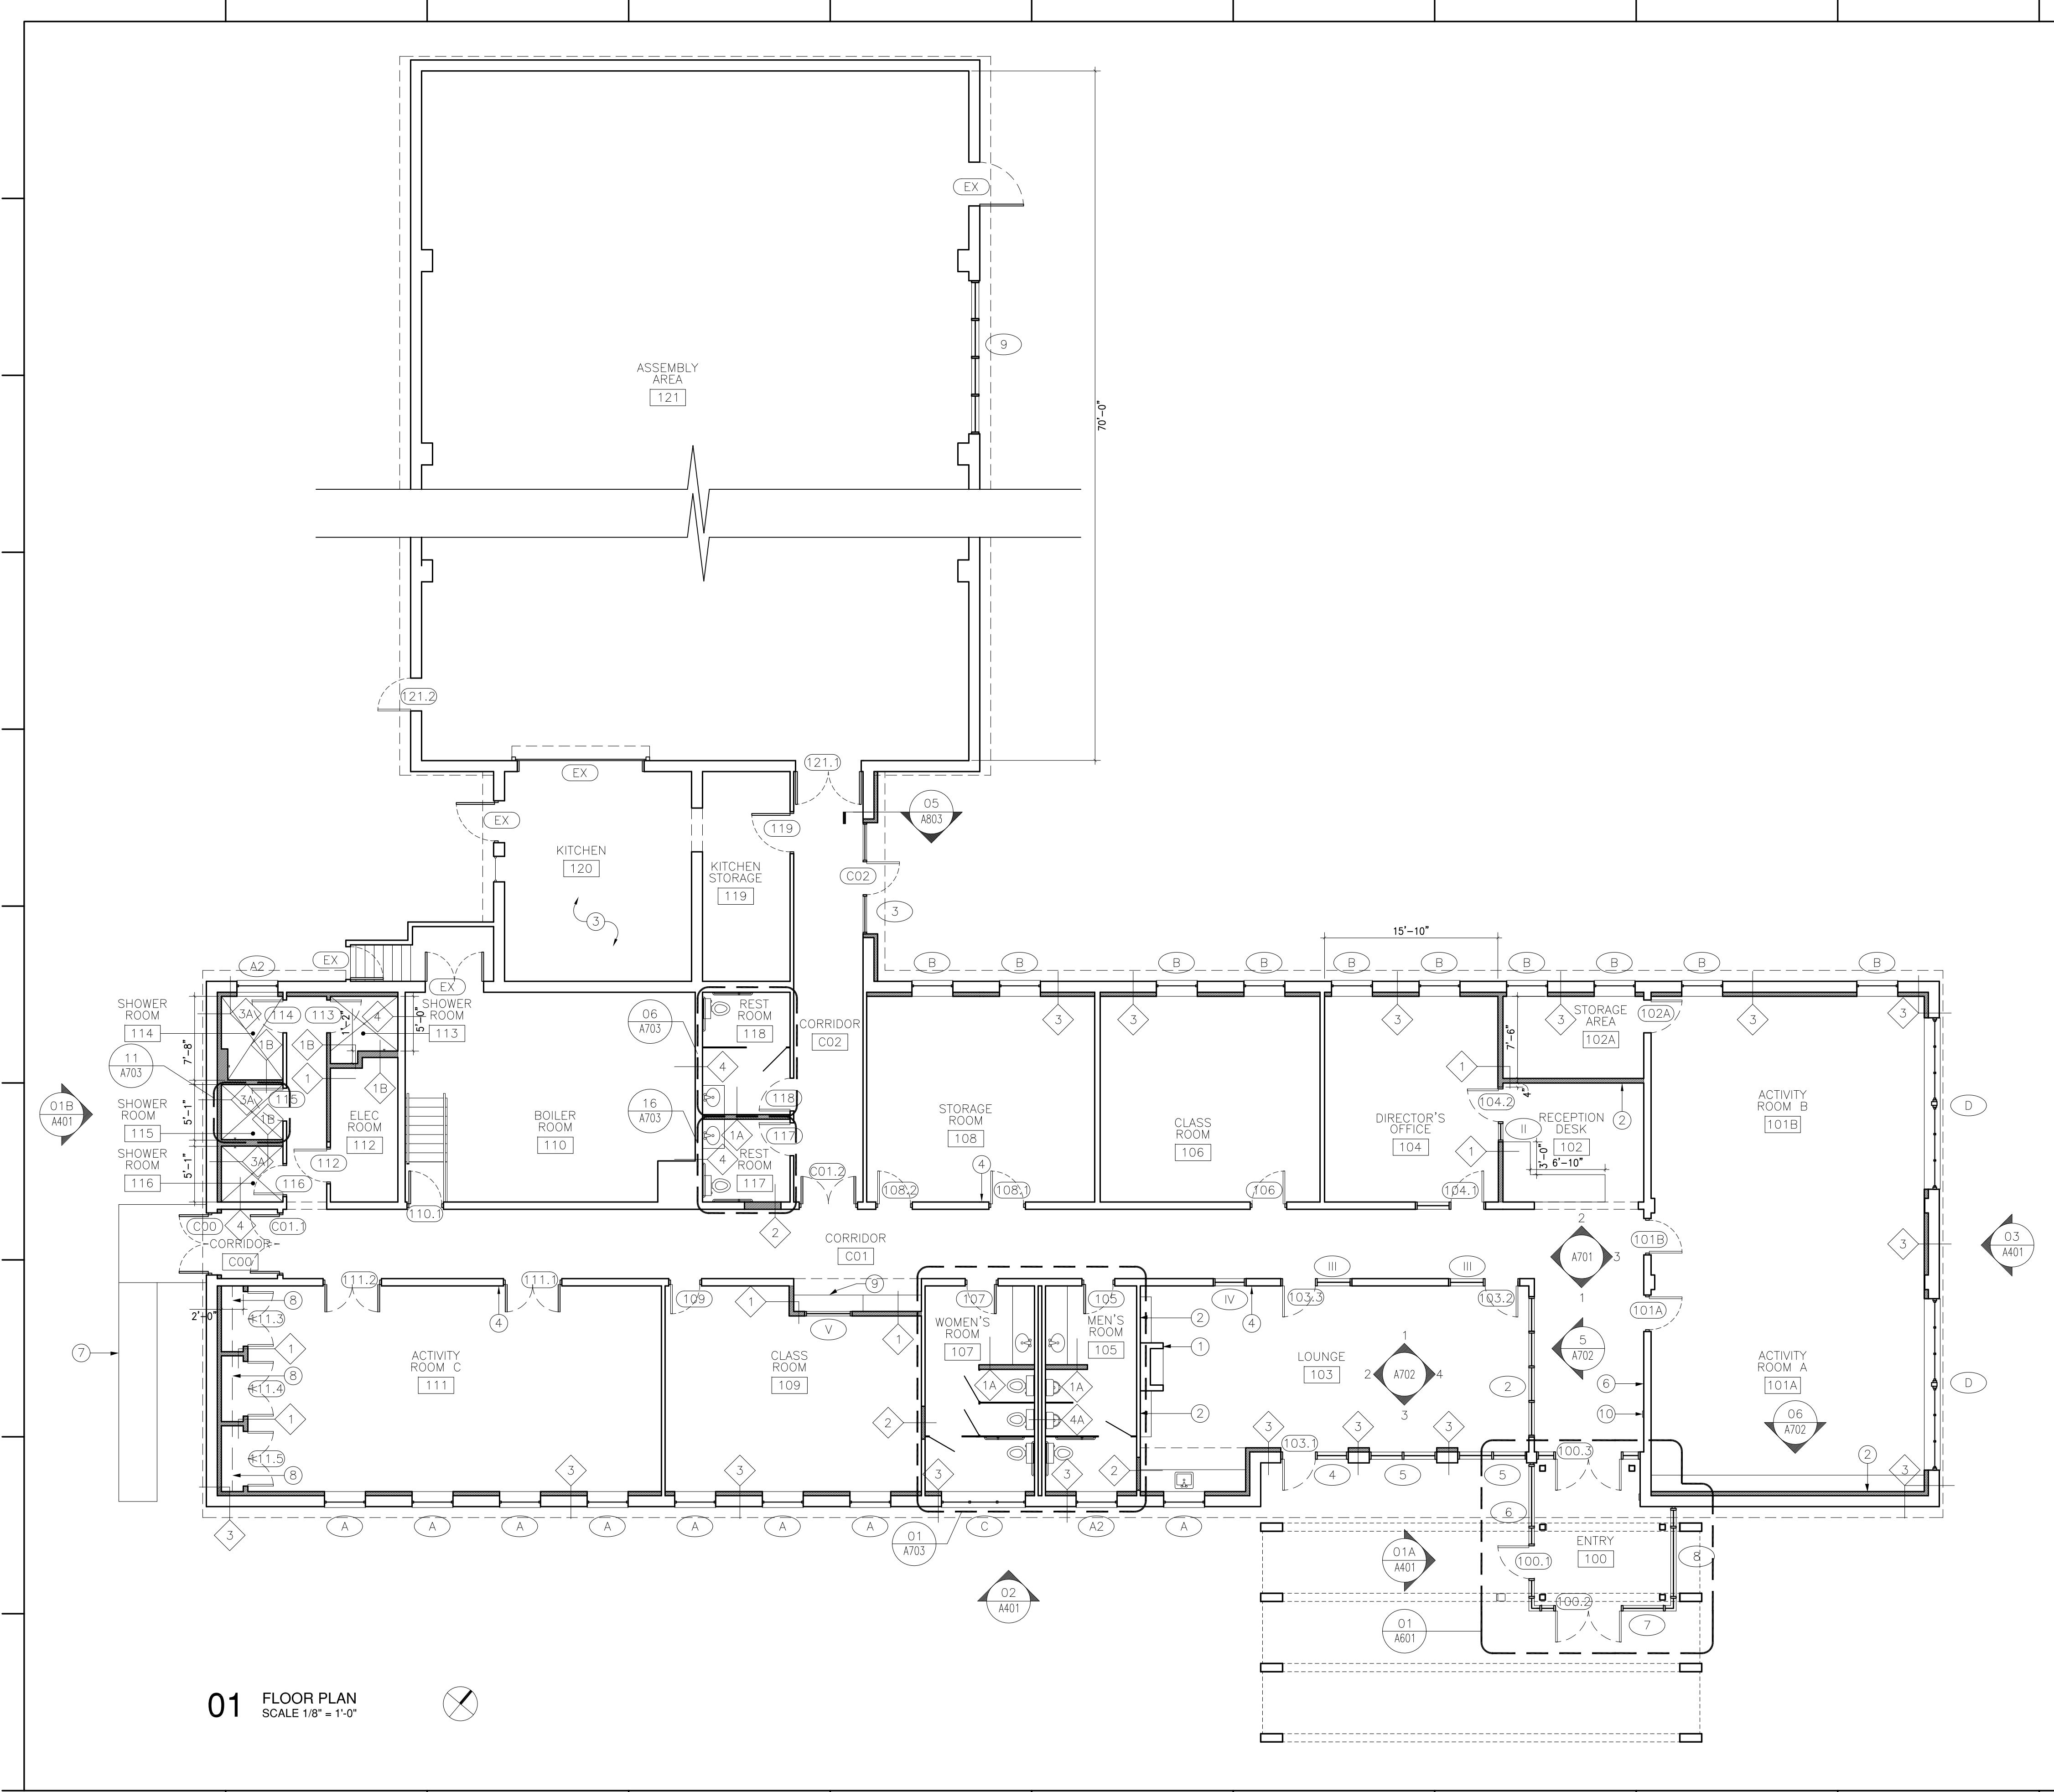 EX
9
ASSEMBLY
AREA
121
70'-0"
121.2
EX
121.1
EX
119
05
A803
KITCHEN
120
KITCHEN
STORAGE
119
C02
3
3
15'-10"
EX
A2
EX
B
B
B
B
B
B
B
B
B
B
SHOWER
ROOM
114
3A
114
113
4
SHOWER
ROOM
113
1'-2"
5'-0"
1B
1B
1
1B
7'-8"
11
A703
06
A703
REST
ROOM
118
CORRIDOR
C02
4
118
3
3
3
3
STORAGE
AREA
102A
102A
3
3
7'-6"
1
4"
01B
A401
SHOWER
ROOM
115
5'-1"
3A
115
1B
SHOWER
ROOM
116
5'-1"
3A
116
112
ELEC
ROOM
112
BOILER
ROOM
110
16
A703
1A
117
4
REST
ROOM
117
C01.2
STORAGE
ROOM
108
4
108.2
108.1
CLASS
ROOM
106
106
DIRECTOR'S
OFFICE
104
104.2
104.1
II
1
RECEPTION
DESK
102
2
3'-0"
6'-10"
ACTIVITY
ROOM B
101B
D
C00
4
C01.1
110.1
CORRIDOR
C00
2
CORRIDOR
C01
2
A701
3
1
101B
3
03
A401
111.2
111.1
109
9
1
V
1
107
105
IV
III
III
103.3
103.2
101A
2'-0"
8
111.3
1
8
111.4
1
111.5
8
7
4
ACTIVITY
ROOM C
111
CLASS
ROOM
109
WOMEN'S
ROOM
107
MEN'S
ROOM
105
2
1
4
LOUNGE
103
1
2
A702
4
3
5
A702
2
6
10
ACTIVITY
ROOM A
101A
D
06
A702
2
3
1A
1A
4A
2
2
3
3
2
3
3
3
103.1
4
5
5
100.3
3
3
3
A
A
A
A
A
A
A
C
A2
A
01
A703
02
A401
01A
A401
6
100.1
ENTRY
100
8
100.2
7
01
A601
01
FLOOR PLAN
SCALE 1/8" = 1'-0"